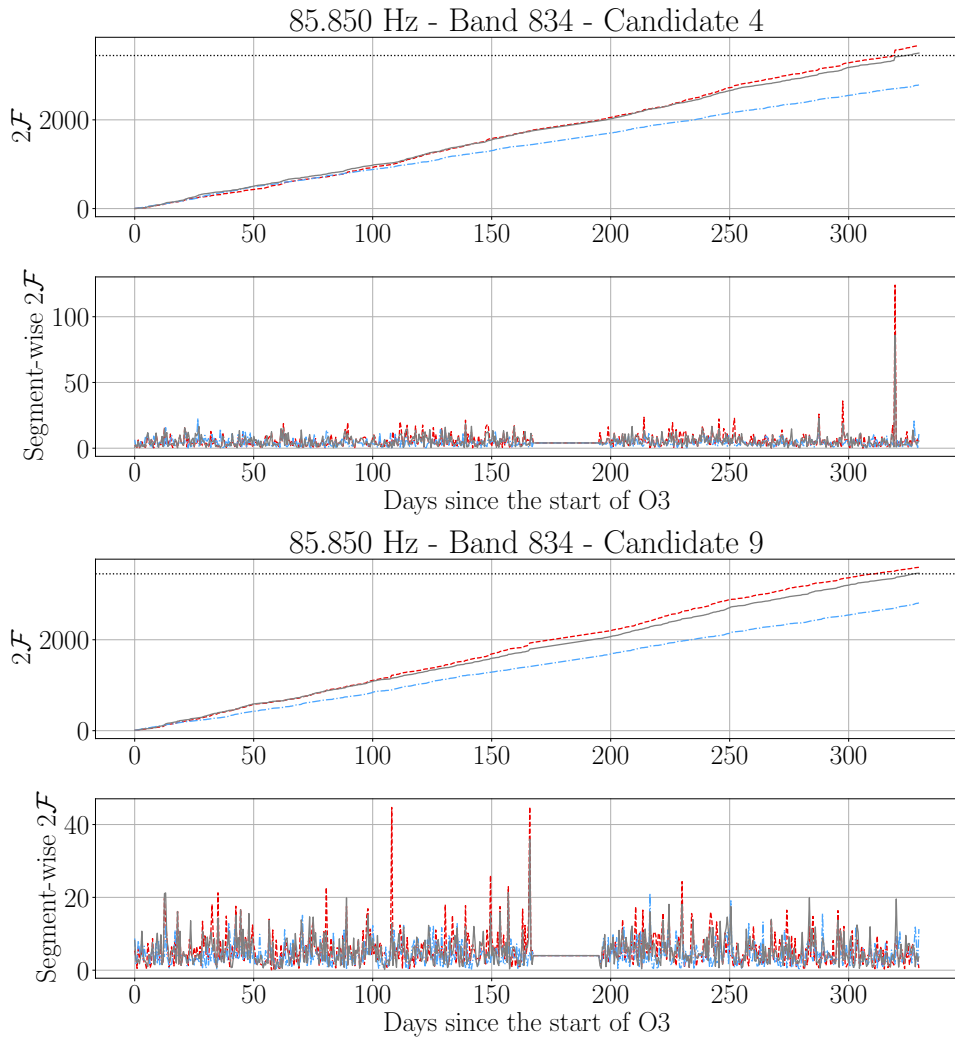 85.850 Hz - Band 834 - Candidate 4
2ℱ
2000
0
0 50 100 150 200 250 300
Segment-wise 2ℱ
100
50
0
0 50 100 150 200 250 300
Days since the start of O3
85.850 Hz - Band 834 - Candidate 9
2ℱ
2000
0
0 50 100 150 200 250 300
Segment-wise 2ℱ
40
20
0
0 50 100 150 200 250 300
Days since the start of O3